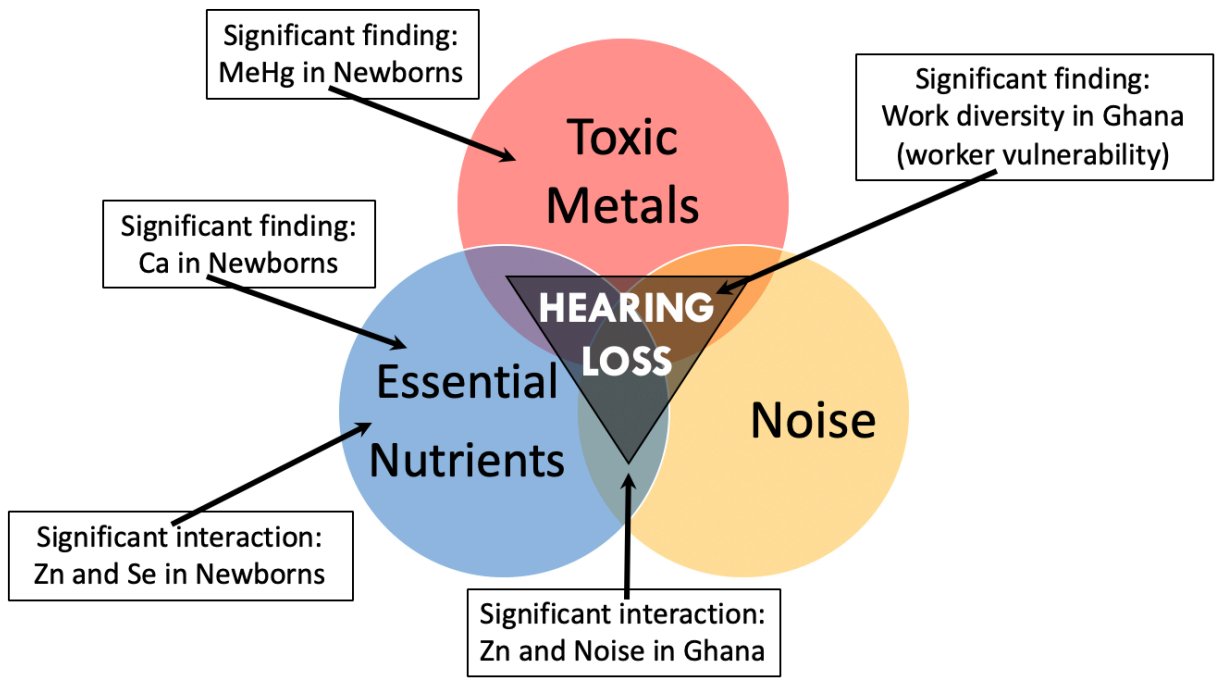 Significant finding:
MeHg in Newborns
Significant finding:
Work diversity in Ghana
(worker vulnerability)
Toxic
Metals
Significant finding:
Ca in Newborns
HEARING
LOSS
Essential
Nutrients
Noise
Significant interaction:
Zn and Se in Newborns
Significant interaction:
Zn and Noise in Ghana